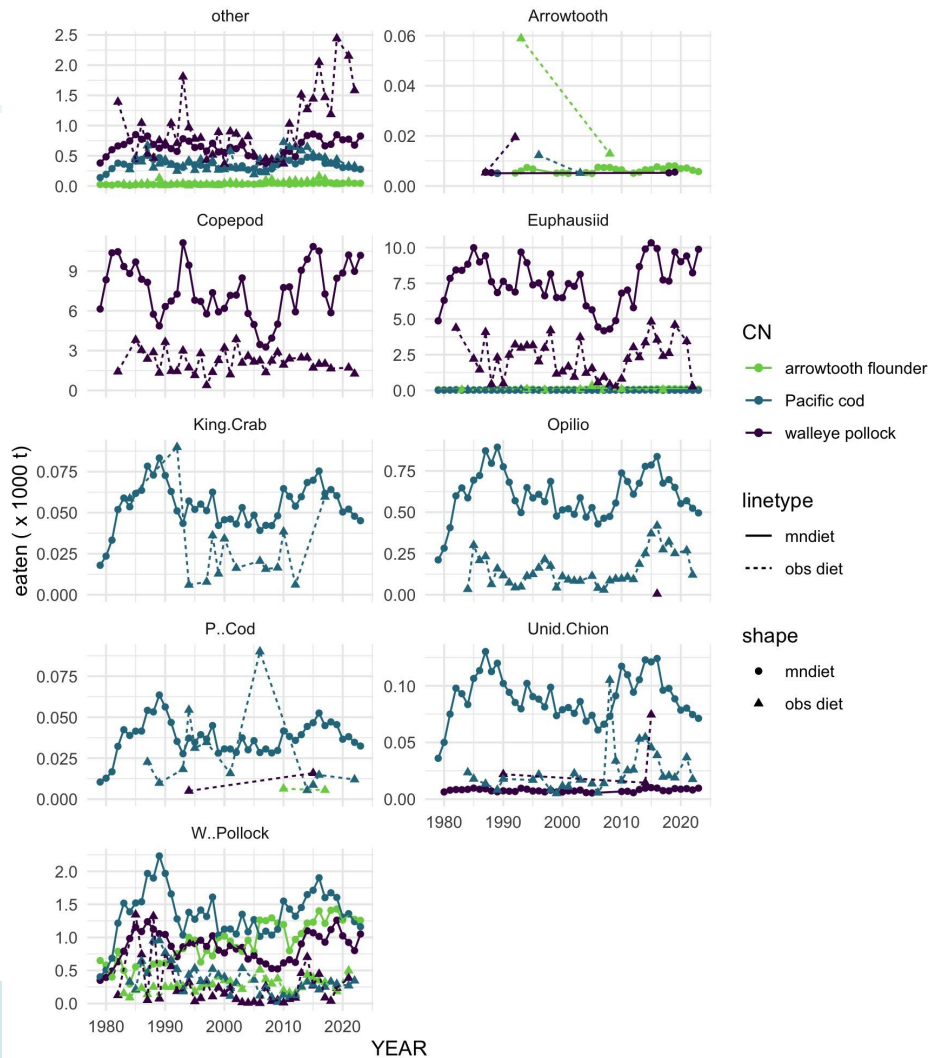 other
Arrowtooth
2.5
2.0
1.5
1.0
0.5
0.0
0.06
0.04
0.02
0.00
Copepod
Euphausiid
9
6
3
0
10.0
7.5
5.0
2.5
0.0
King.Crab
Opilio
0.075
0.050
0.025
0.000
0.75
0.50
0.25
0.00
P..Cod
Unid.Chion
0.075
0.050
0.025
0.000
0.10
0.05
0.00
1980 1990 2000 2010 2020
W..Pollock
2.0
1.5
1.0
0.5
0.0
1980 1990 2000 2010 2020
YEAR
eaten ( x 1000 t)
CN
arrowtooth flounder
Pacific cod
walleye pollock
linetype
mndiet
obs diet
shape
mndiet
obs diet